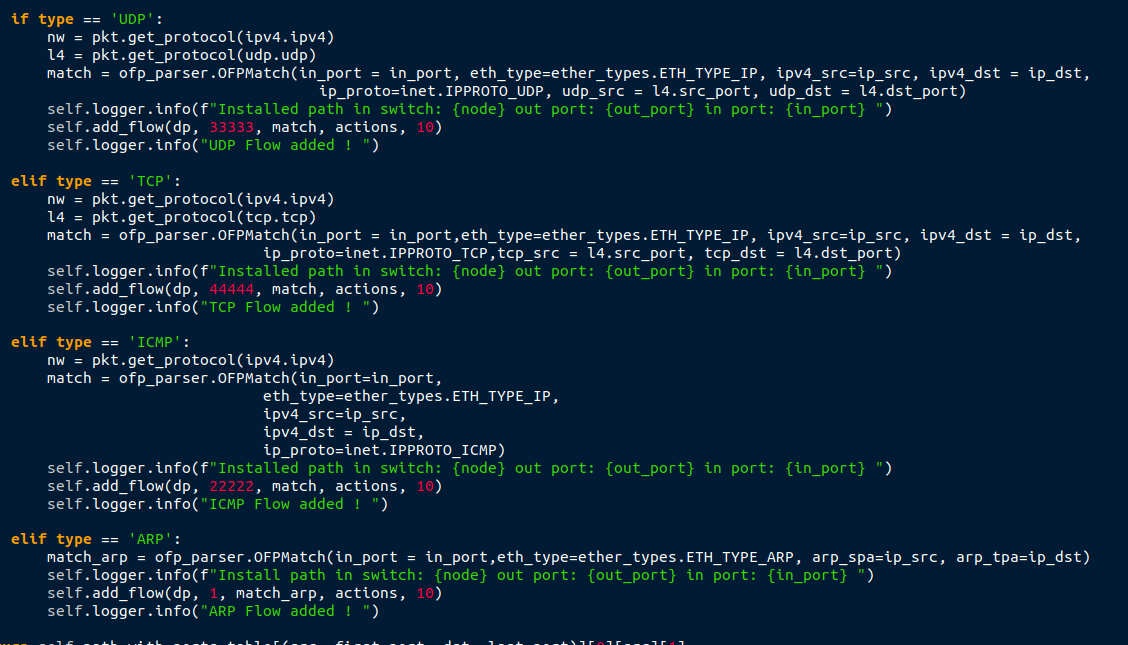 if type == 'UDP':
    nw = pkt.get_protocol(ipv4.ipv4)
    l4 = pkt.get_protocol(udp.udp)
    match = ofp_parser.OFPMatch(in_port = in_port, eth_type=ether_types.ETH_TYPE_IP, ipv4_src=ip_src, ipv4_dst = ip_dst,
                                  ip_proto=inet.IPPROTO_UDP, udp_src = l4.src_port, udp_dst = l4.dst_port)
    self.logger.info(f"Installed path in switch: {node} out port: {out_port} in port: {in_port} ")
    self.add_flow(dp, 33333, match, actions, 10)
    self.logger.info("UDP Flow added ! ")

elif type == 'TCP':
    nw = pkt.get_protocol(ipv4.ipv4)
    l4 = pkt.get_protocol(tcp.tcp)
    match = ofp_parser.OFPMatch(in_port = in_port,eth_type=ether_types.ETH_TYPE_IP, ipv4_src=ip_src, ipv4_dst = ip_dst,
                            ip_proto=inet.IPPROTO_TCP,tcp_src = l4.src_port, tcp_dst = l4.dst_port)
    self.logger.info(f"Installed path in switch: {node} out port: {out_port} in port: {in_port} ")
    self.add_flow(dp, 44444, match, actions, 10)
    self.logger.info("TCP Flow added ! ")

elif type == 'ICMP':
    nw = pkt.get_protocol(ipv4.ipv4)
    match = ofp_parser.OFPMatch(in_port=in_port,
                            eth_type=ether_types.ETH_TYPE_IP,
                            ipv4_src=ip_src,
                            ipv4_dst = ip_dst,
                            ip_proto=inet.IPPROTO_ICMP)
    self.logger.info(f"Installed path in switch: {node} out port: {out_port} in port: {in_port} ")
    self.add_flow(dp, 22222, match, actions, 10)
    self.logger.info("ICMP Flow added ! ")

elif type == 'ARP':
    match_arp = ofp_parser.OFPMatch(in_port = in_port,eth_type=ether_types.ETH_TYPE_ARP, arp_spa=ip_src, arp_tpa=ip_dst)
    self.logger.info(f"Install path in switch: {node} out port: {out_port} in port: {in_port} ")
    self.add_flow(dp, 1, match_arp, actions, 10)
    self.logger.info("ARP Flow added ! ")